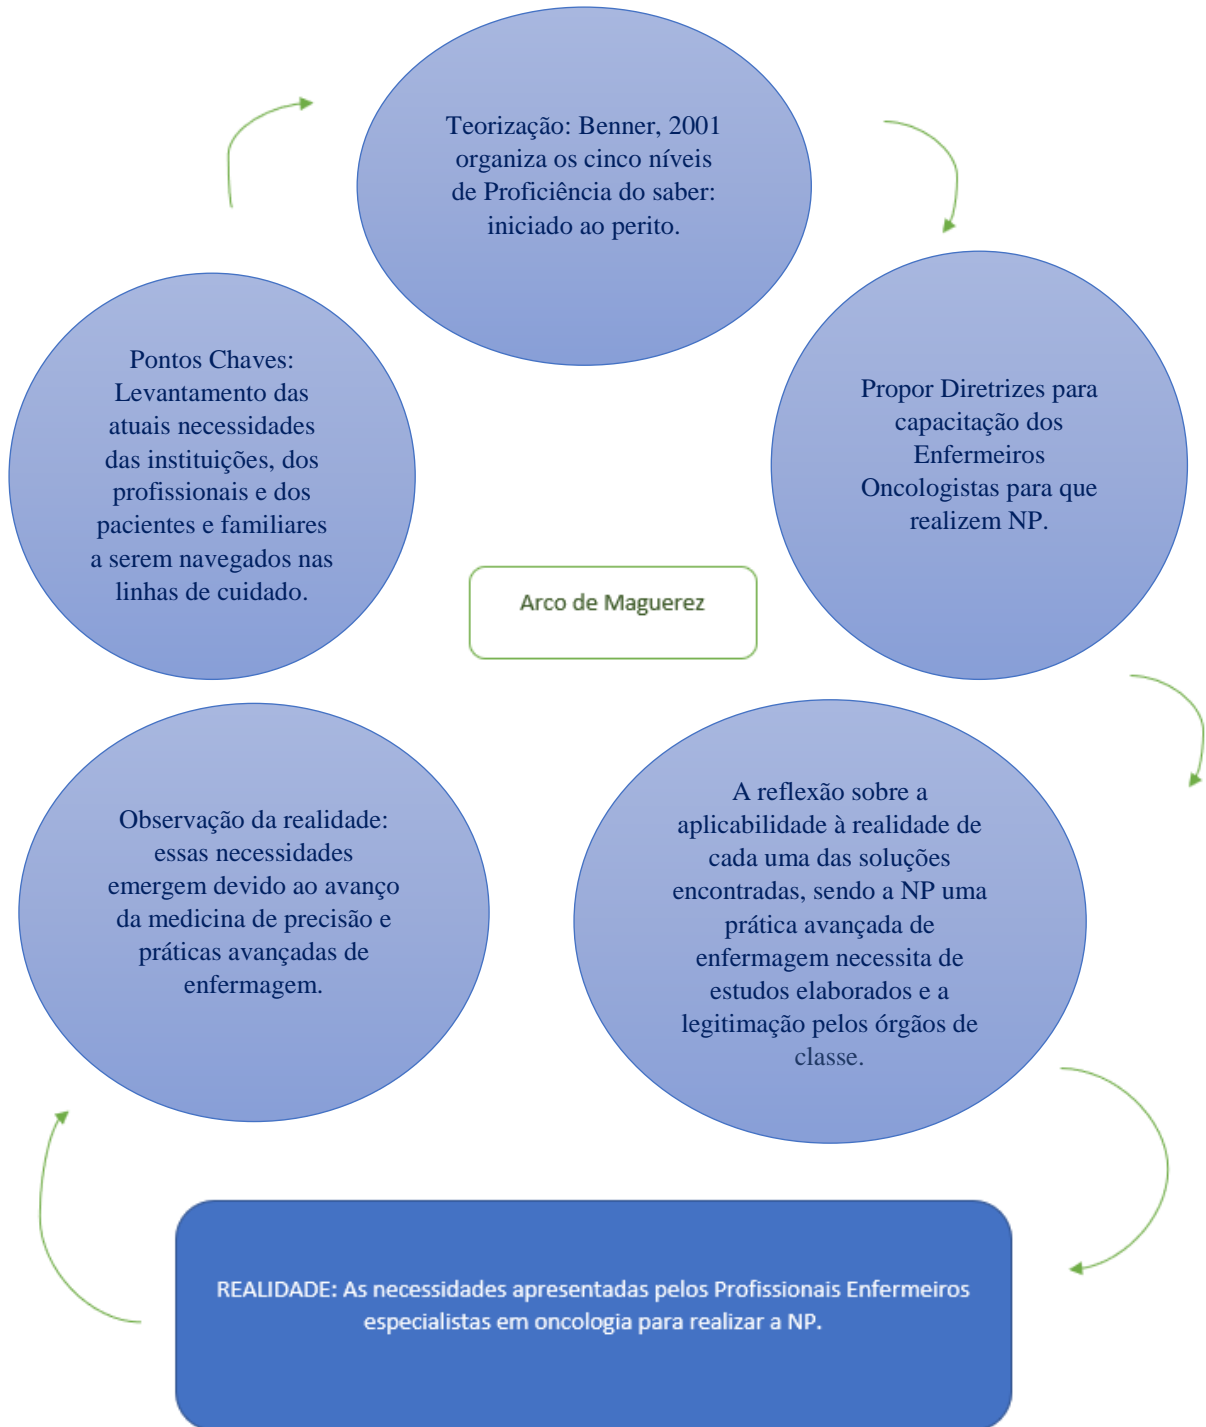 Teorização: Benner, 2001
organiza os cinco níveis
de Proficiência do saber:
iniciado ao perito.
Pontos Chaves:
Levantamento das
atuais necessidades
das instituições, dos
profissionais e dos
pacientes e familiares
a serem navegados nas
linhas de cuidado.
Propor Diretrizes para
capacitação dos
Enfermeiros
Oncologistas para que
realizem NP.
Arco de Maguerez
Observação da realidade:
essas necessidades
emergem devido ao avanço
da medicina de precisão e
práticas avançadas de
enfermagem.
A reflexão sobre a
aplicabilidade à realidade de
cada uma das soluções
encontradas, sendo a NP uma
prática avançada de
enfermagem necessita de
estudos elaborados e a
legitimação pelos órgãos de
classe.
REALIDADE: As necessidades apresentadas pelos Profissionais Enfermeiros
especialistas em oncologia para realizar a NP.